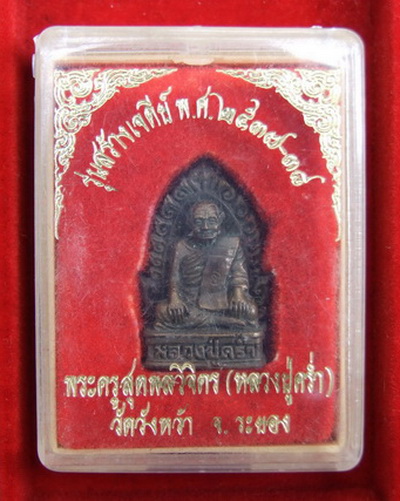 รุ่นสร้างเจดีย์ พ.ศ. ๒๕๓๗-๓๘
หลวงปู่คร่ำ
พระครูสุตพลวิจิตร (หลวงปู่คร่ำ)
วัดวังหว้า จ. ระยอง